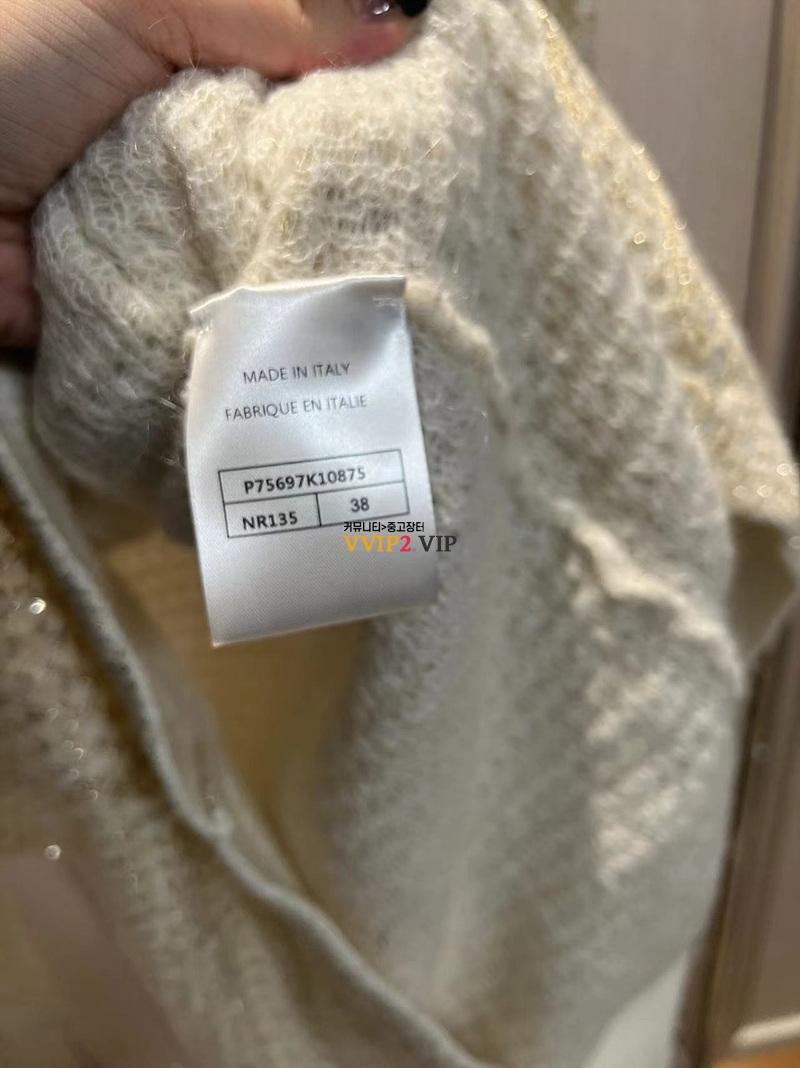 MADE IN ITALY
FABRIQUE EN ITALIE
P75697K10875
NR135 38
커뮤니티>중고장터
VVIP2.VIP